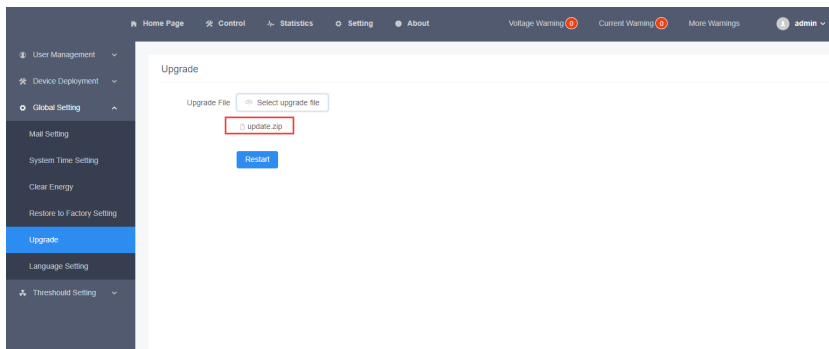 Home Page Control Statistics Setting About Voltage Warning 0 Current Warning 0 More Warnings admin
User Management
Device Deployment
Global Setting
Mail Setting
System Time Setting
Clear Energy
Restore to Factory Setting
Upgrade
Language Setting
Threshould Setting
Upgrade
Upgrade File Select upgrade file
update.zip
Restart